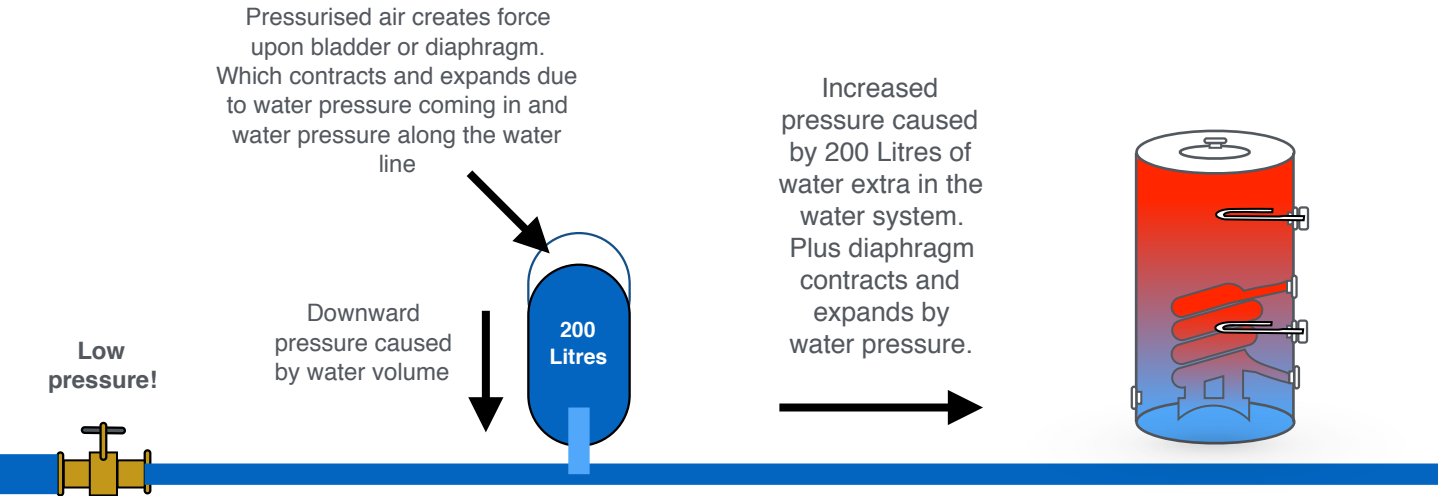 Pressurised air creates force
upon bladder or diaphragm.
Which contracts and expands due
to water pressure coming in and
water pressure along the water
line
Increased
pressure caused
by 200 Litres of
water extra in the
water system.
Plus diaphragm
contracts and
expands by
water pressure.
Downward
pressure caused
by water volume
200
Litres
Low
pressure!